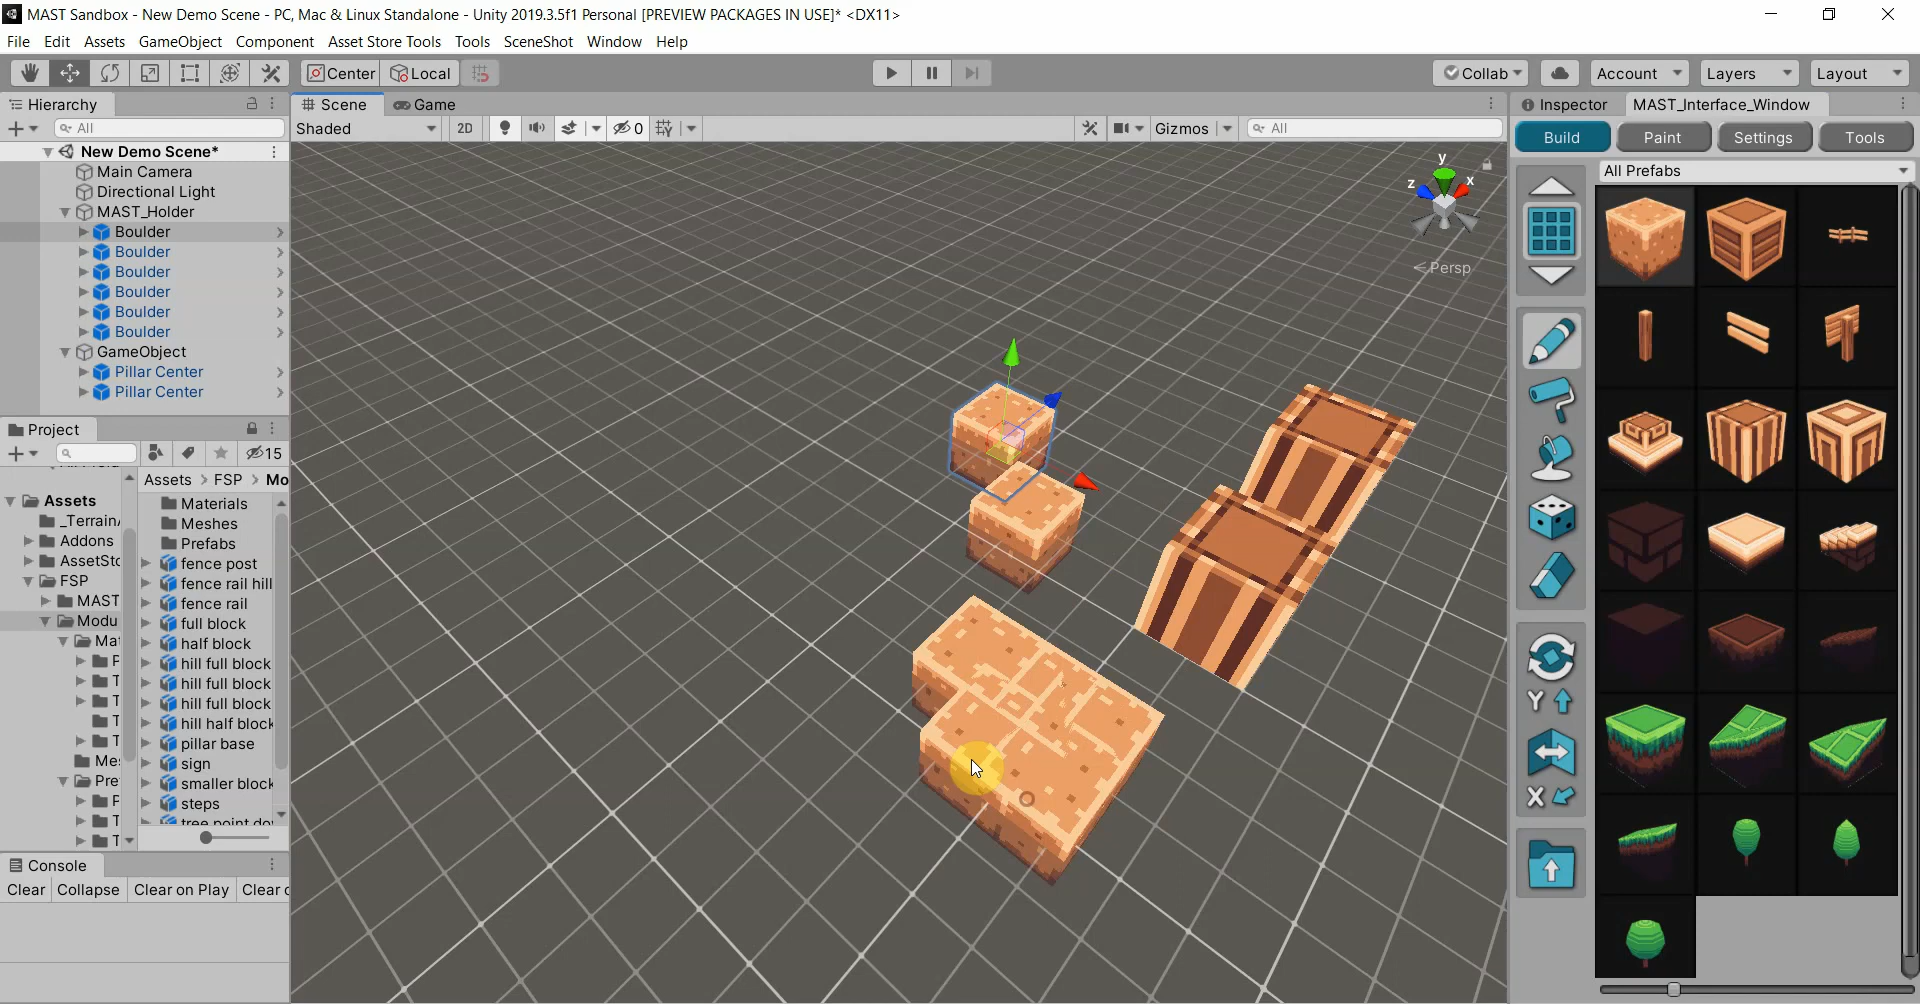 MAST Sandbox - New Demo Scene - PC, Mac & Linux Standalone - Unity 2019.3.5f1 Personal [PREVIEW PACKAGES IN USE]* <DX11>
File Edit Assets GameObject Component Asset Store Tools Tools SceneShot Window Help
Center Local Collab Account Layers Layout
Hierarchy
All
New Demo Scene*
Main Camera
Directional Light
MAST_Holder
Boulder
Boulder
Boulder
Boulder
Boulder
Boulder
GameObject
Pillar Center
Pillar Center
Project
15
Assets
_Terrain
Addons
AssetSto
FSP
MAST
Modu
Mat
P
T
T
T
T
Mes
Pre
P
T
T
Assets > FSP > Mo
Materials
Meshes
Prefabs
fence post
fence rail hill
fence rail
full block
half block
hill full block
hill full block
hill full block
hill half block
pillar base
sign
smaller block
steps
tree point do
Console
Clear Collapse Clear on Play Clear
Scene Game
Shaded 2D 0 Gizmos All
y
z x
Persp
Inspector MAST_Interface_Window
Build Paint Settings Tools
All Prefabs
Y
X